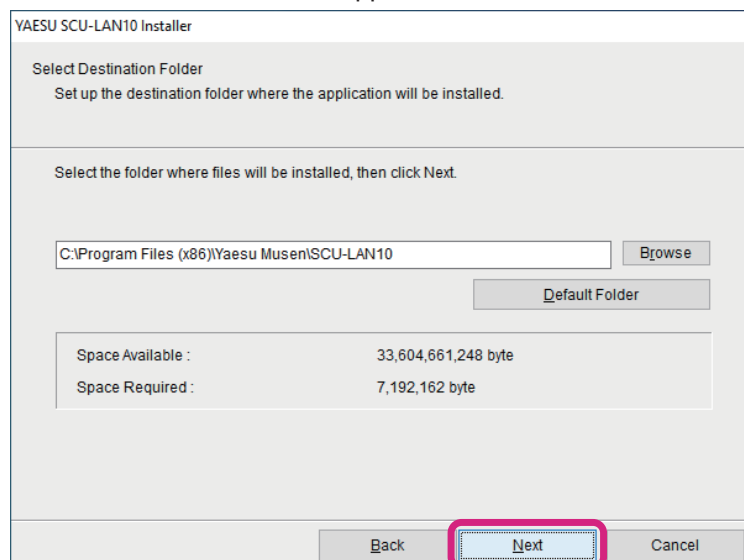 YAESU SCU-LAN10 Installer
Select Destination Folder
Set up the destination folder where the application will be installed.
Select the folder where files will be installed, then click Next.
C:\Program Files (x86)\Yaesu Musen\SCU-LAN10 Browse
Default Folder
Space Available : 33,604,661,248 byte
Space Required : 7,192,162 byte
Back Next Cancel